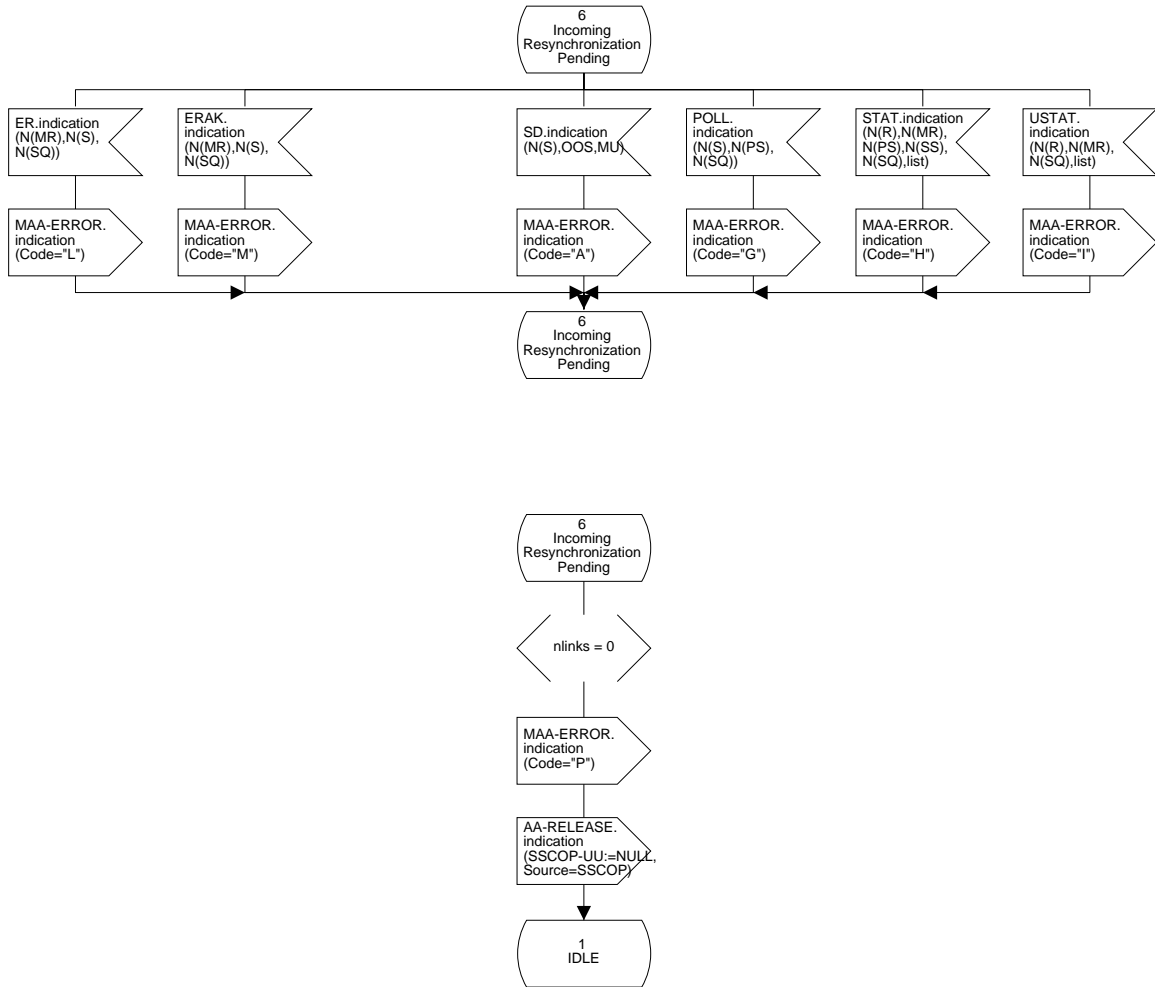 6
Incoming
Resynchronization
Pending
ER.indication
(N(MR),N(S),
N(SQ))
ERAK.
indication
(N(MR),N(S),
N(SQ))
SD.indication
(N(S),OOS,MU)
POLL.
indication
(N(S),N(PS),
N(SQ))
STAT.indication
(N(R),N(MR),
N(PS),N(SS),
N(SQ),list)
USTAT.
indication
(N(R),N(MR),
N(SQ),list)
MAA-ERROR.
indication
(Code="L")
MAA-ERROR.
indication
(Code="M")
MAA-ERROR.
indication
(Code="A")
MAA-ERROR.
indication
(Code="G")
MAA-ERROR.
indication
(Code="H")
MAA-ERROR.
indication
(Code="I")
6
Incoming
Resynchronization
Pending
6
Incoming
Resynchronization
Pending
nlinks = 0
MAA-ERROR.
indication
(Code="P")
AA-RELEASE.
indication
(SSCOP-UU:=NULL,
Source=SSCOP)
1
IDLE